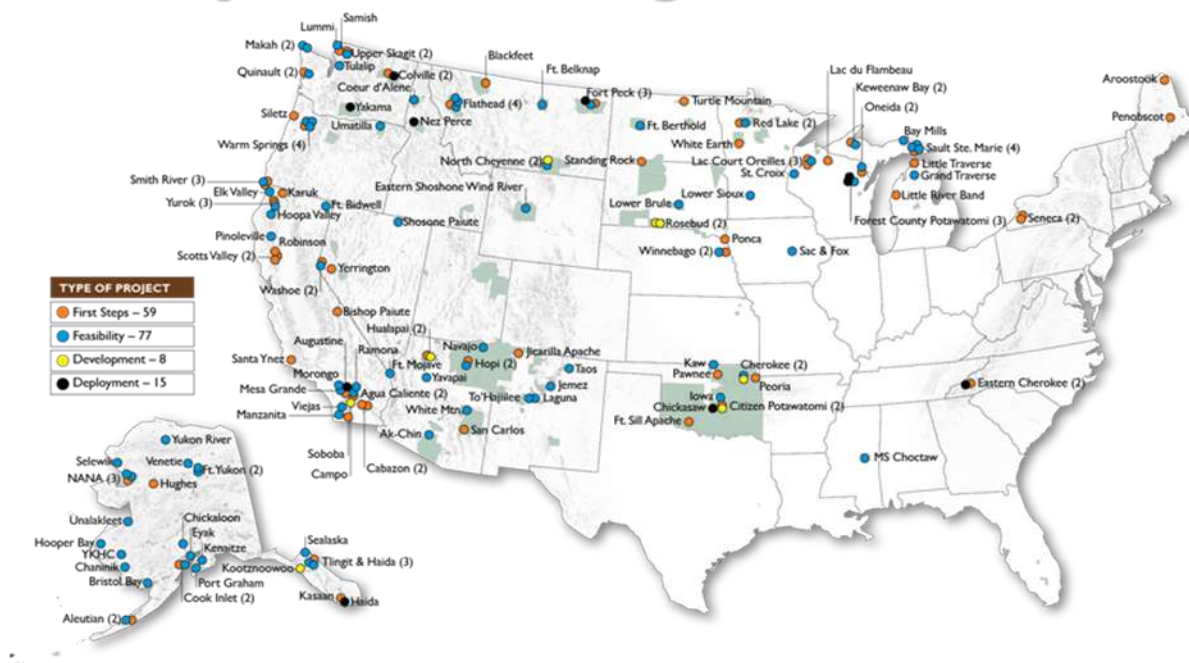 Samish
Lummi
Makah (2)
Upper Skagit (2)
Tulalip
Quinault (2)
Colville (2)
Coeur d'Alene
Yakama
Siletz
Umatilla
Nez Perce
Warm Springs (4)
Blackfeet
Flathead (4)
Ft. Belknap
Fort Peck (3)
Turtle Mountain
Ft. Berthold
Red Lake (2)
White Earth
North Cheyenne (2)
Standing Rock
Lac du Flambeau
Keweenaw Bay (2)
Oneida (2)
Bay Mills
Sault Ste. Marie (4)
Lac Court Oreilles (3)
Little Traverse
St. Croix
Grand Traverse
Aroostook
Penobscot
Smith River (3)
Elk Valley
Karuk
Yurok (3)
Ft. Bidwell
Hoopa Valley
Eastern Shoshone Wind River
Lower Sioux
Lower Brule
Little River Band
Shosone Paiute
Rosebud (2)
Forest County Potawatomi (3)
Seneca (2)
Pinoleville
Robinson
Scotts Valley (2)
Ponca
Winnebago (2)
Sac & Fox
Yerrington
Washoe (2)
TYPE OF PROJECT
First Steps – 59
Feasibility – 77
Development – 8
Deployment – 15
Bishop Paiute
Hualapai (2)
Augustine
Ramona
Navajo
Jicarilla Apache
Santa Ynez
Ft. Mojave
Hopi (2)
Taos
Morongo
Yavapai
Jemez
Mesa Grande
Agua Caliente (2)
To'Hajiilee
Laguna
Viejas
White Mtn.
Manzanita
Ak-Chin
San Carlos
Soboba
Campo
Cabazon (2)
Kaw
Cherokee (2)
Pawnee
Peoria
Iowa
Chickasaw
Citizen Potawatomi (2)
Ft. Sill Apache
Eastern Cherokee (2)
MS Choctaw
Yukon River
Selewik
Venetie
Ft. Yukon (2)
NANA (3)
Hughes
Unalakleet
Chickaloon
Eyak
Hooper Bay
Kenaitze
YKHC
Chaninik
Bristol Bay
Port Graham
Cook Inlet (2)
Aleutian (2)
Sealaska
Tlingit & Haida (3)
Kootznoowoo
Kasaan
Haida